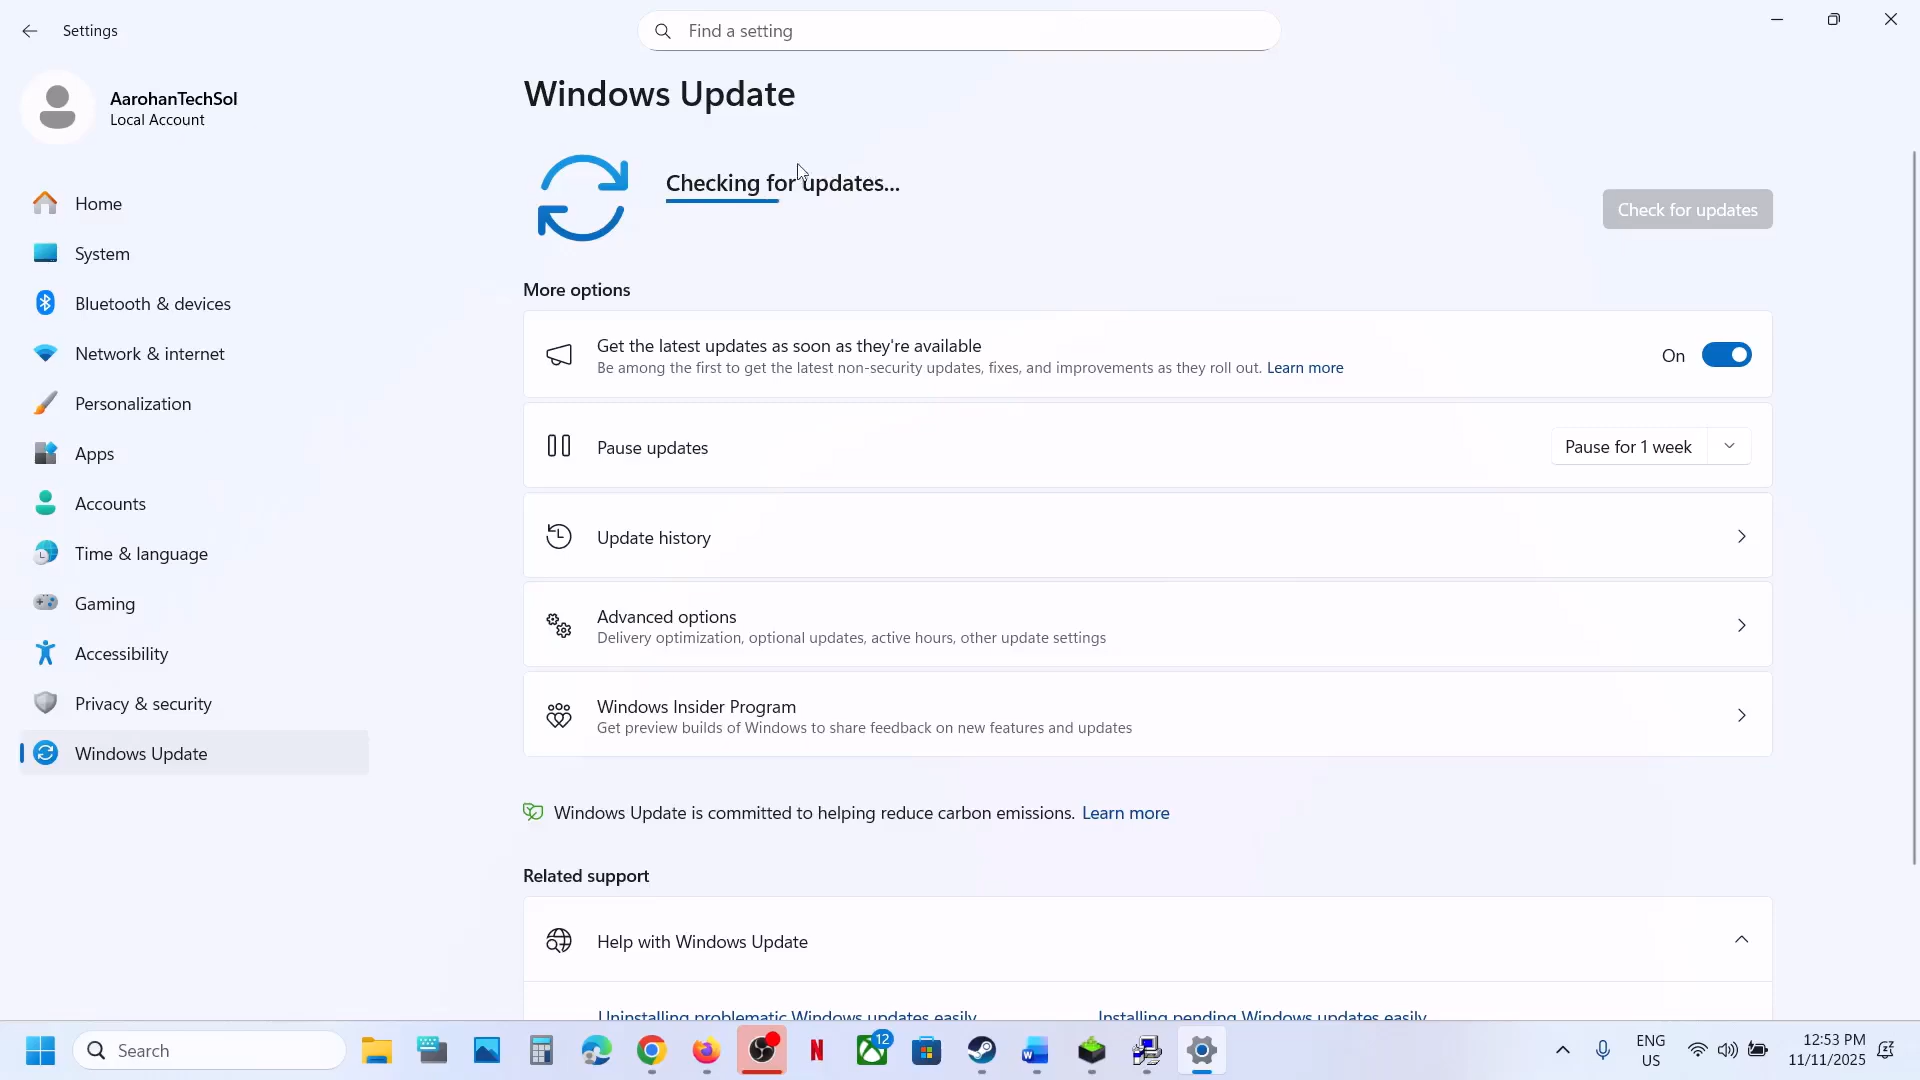 Settings
Find a setting
AarohanTechSol
Local Account
Home
System
Bluetooth & devices
Network & internet
Personalization
Apps
Accounts
Time & language
Gaming
Accessibility
Privacy & security
Windows Update
Windows Update
Checking for updates...
Check for updates
More options
Get the latest updates as soon as they're available
Be among the first to get the latest non-security updates, fixes, and improvements as they roll out. Learn more
On
Pause updates
Pause for 1 week
Update history
Advanced options
Delivery optimization, optional updates, active hours, other update settings
Windows Insider Program
Get preview builds of Windows to share feedback on new features and updates
Windows Update is committed to helping reduce carbon emissions. Learn more
Related support
Help with Windows Update
Uninstalling problematic Windows updates easily
Installing pending Windows updates easily
Search
N
12
W
ENG
US
12:53 PM
11/11/2025